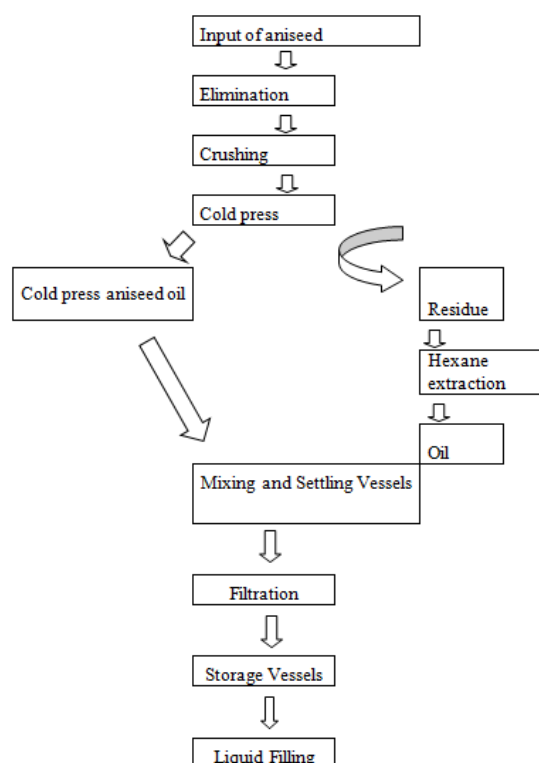 Input of aniseed
Elimination
Crushing
Cold press
Cold press aniseed oil
Residue
Hexane
extraction
Oil
Mixing and Settling Vessels
Filtration
Storage Vessels
Liquid Filling